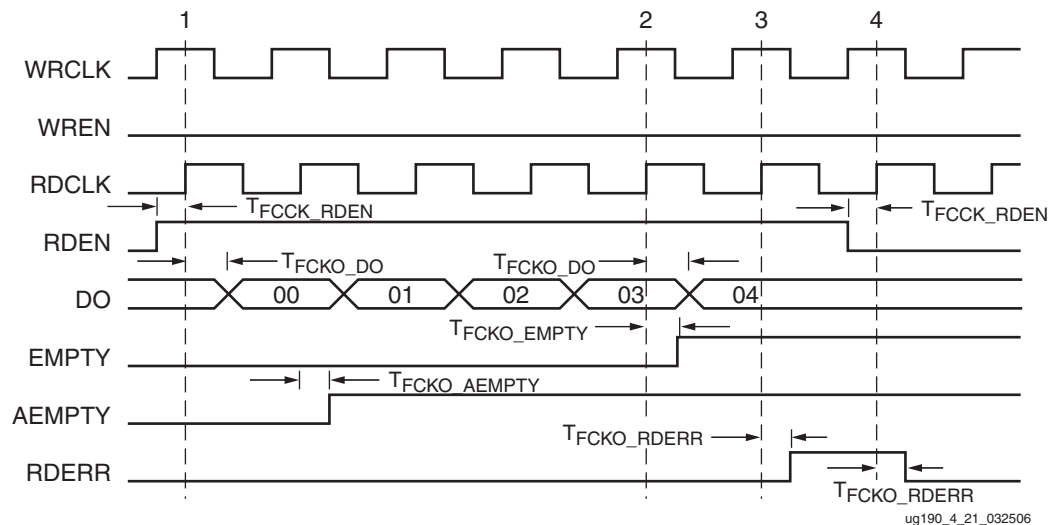 1 2 3 4
WRCLK
WREN
RDCLK
TFCCK_RDEN TFCCK_RDEN
RDEN
TFCKO_DO TFCKO_DO
DO 00 01 02 03 04
TFCKO_EMPTY
EMPTY
TFCKO_AEMPTY
AEMPTY
TFCKO_RDERR
RDERR
TFCKO_RDERR
ug190_4_21_032506